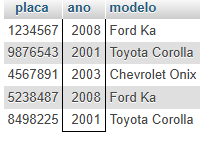 placa ano modelo
1234567 2008 Ford Ka
9876543 2001 Toyota Corolla
4567891 2003 Chevrolet Onix
5238487 2008 Ford Ka
8498225 2001 Toyota Corolla